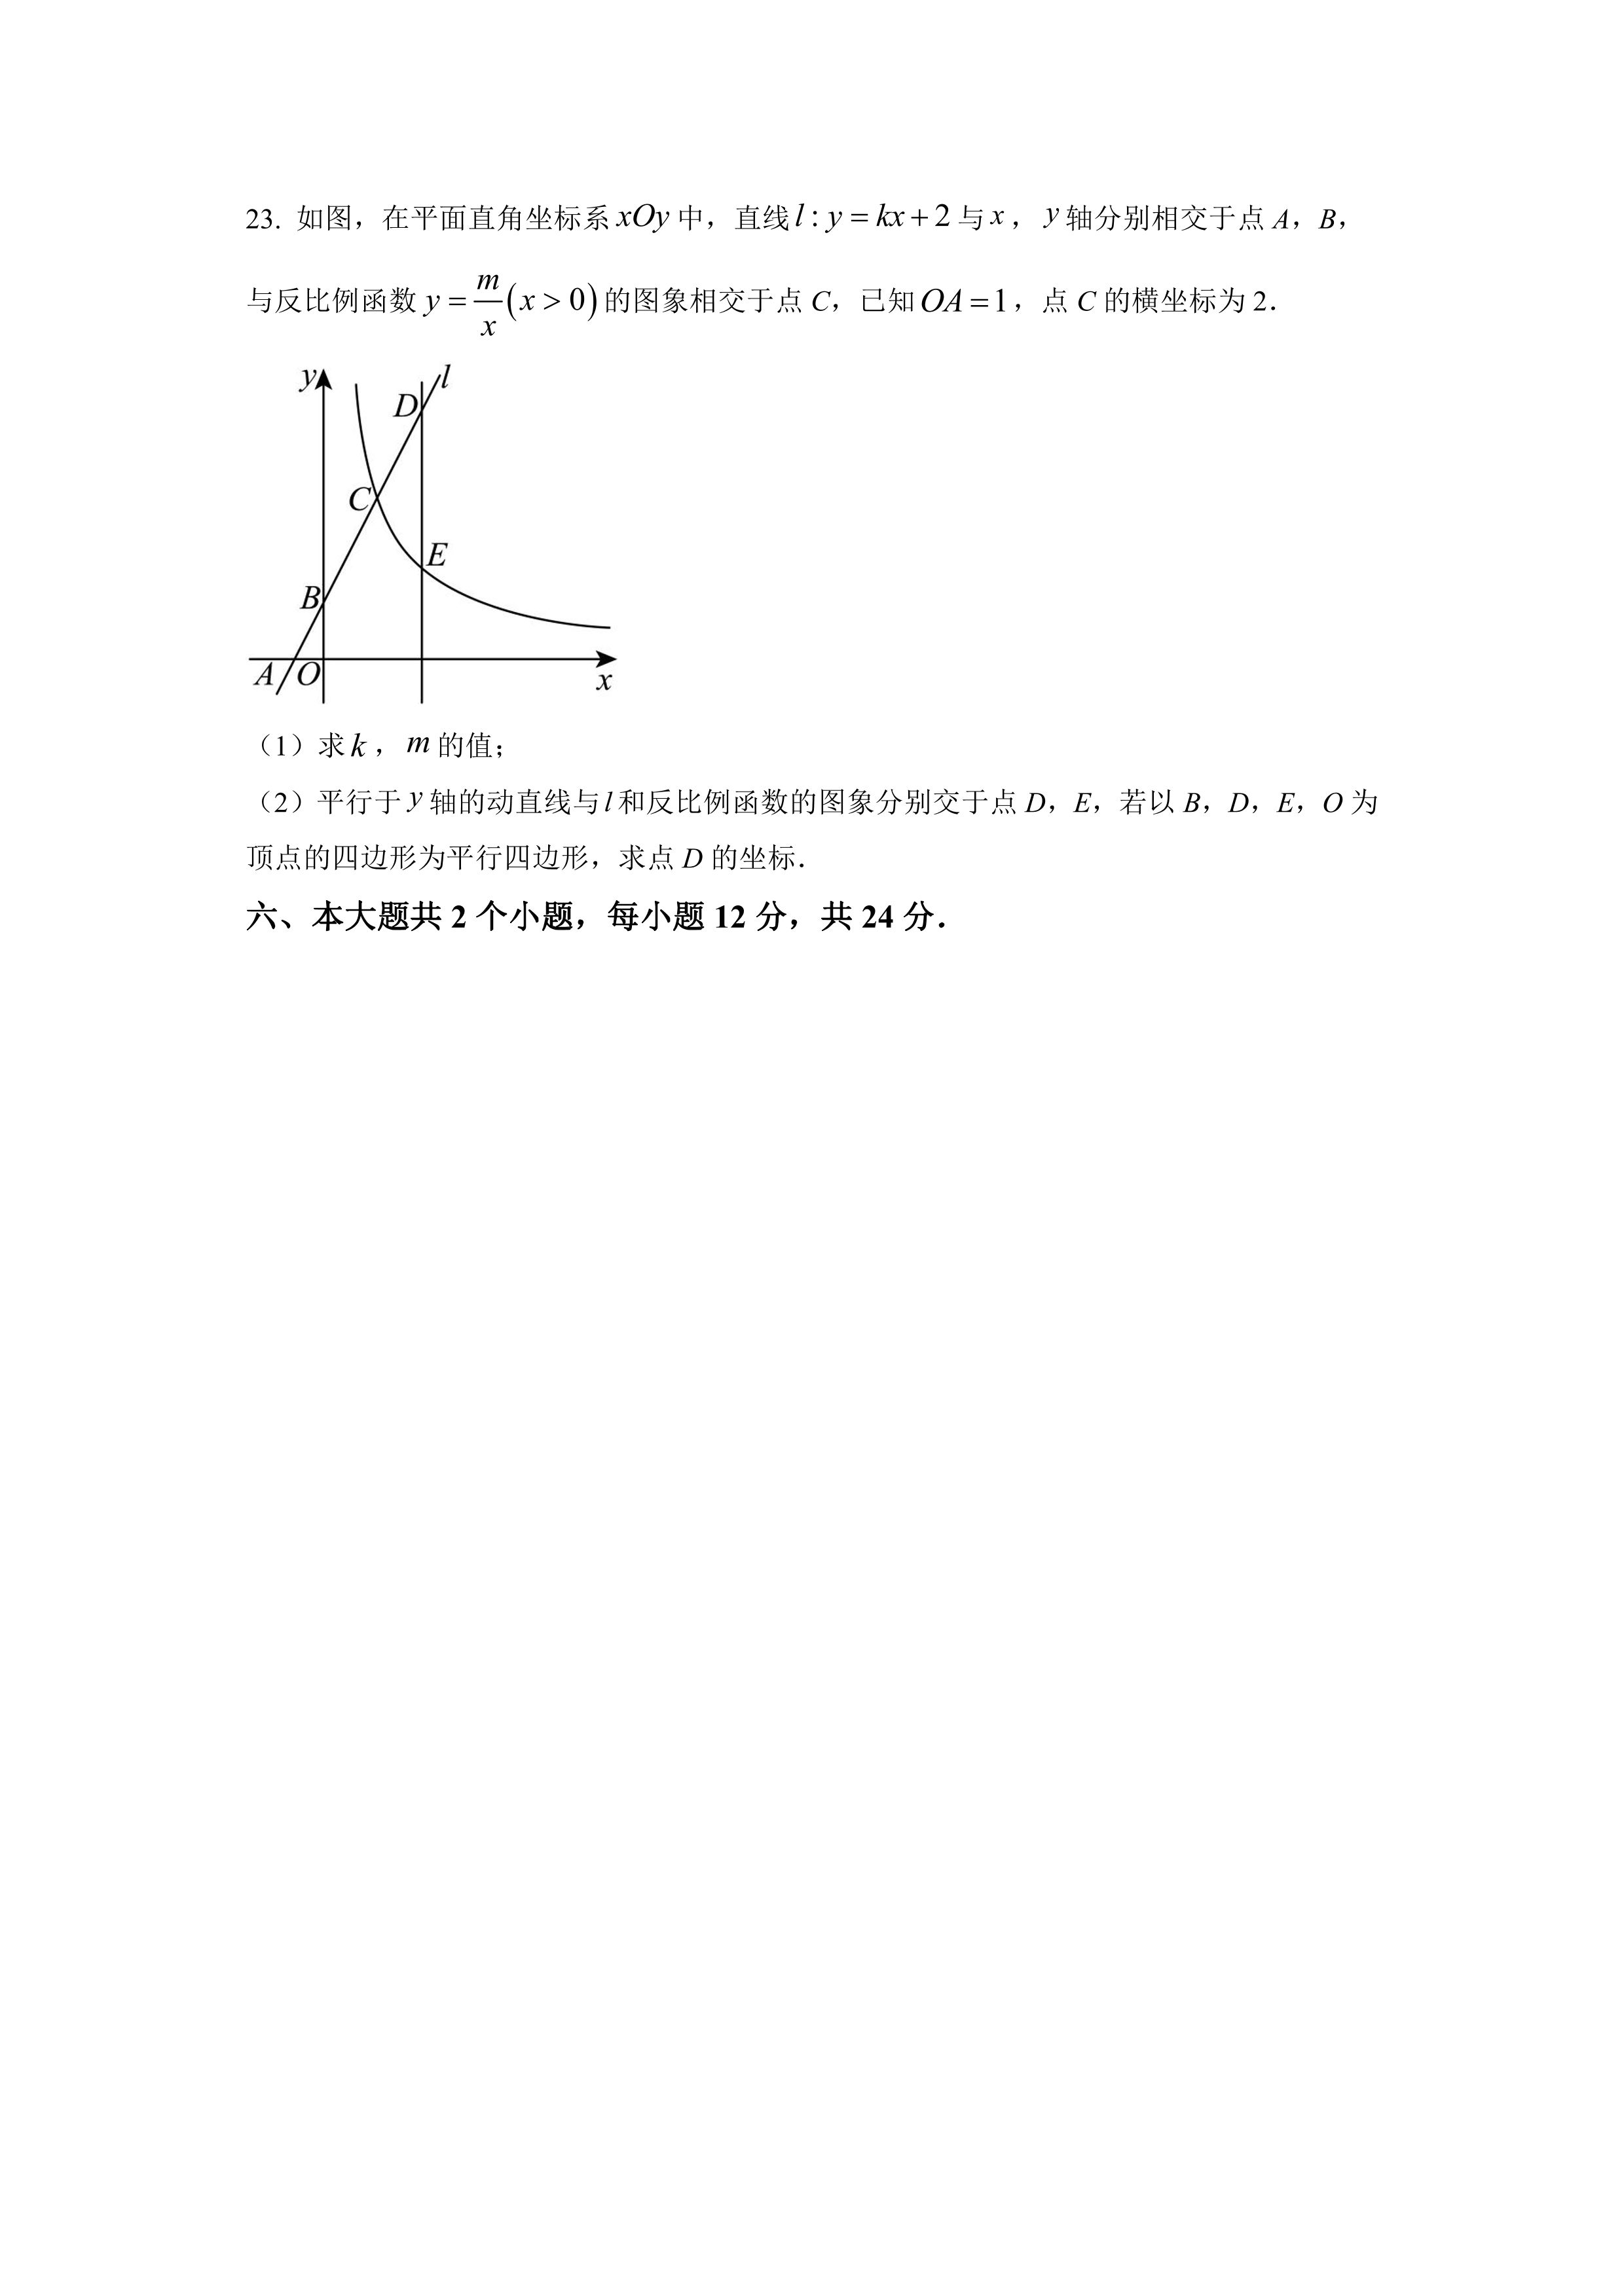 23. 如图，在平面直角坐标系 xOy 中，直线 l : y = kx + 2 与 x ，y 轴分别相交于点 A，B，
与反比例函数 y = m/x (x > 0) 的图象相交于点 C，已知 OA = 1，点 C 的横坐标为 2．
y
l
D
C
E
B
A
O
x
（1）求 k ，m 的值；
（2）平行于 y 轴的动直线与 l 和反比例函数的图象分别交于点 D，E，若以 B，D，E，O 为
顶点的四边形为平行四边形，求点 D 的坐标．
六、本大题共 2 个小题，每小题 12 分，共 24 分．